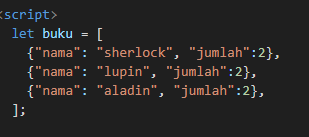 <script>
let buku = [
{"nama": "sherlock", "jumlah":2},
{"nama": "lupin", "jumlah":2},
{"nama": "aladin", "jumlah":2},
];